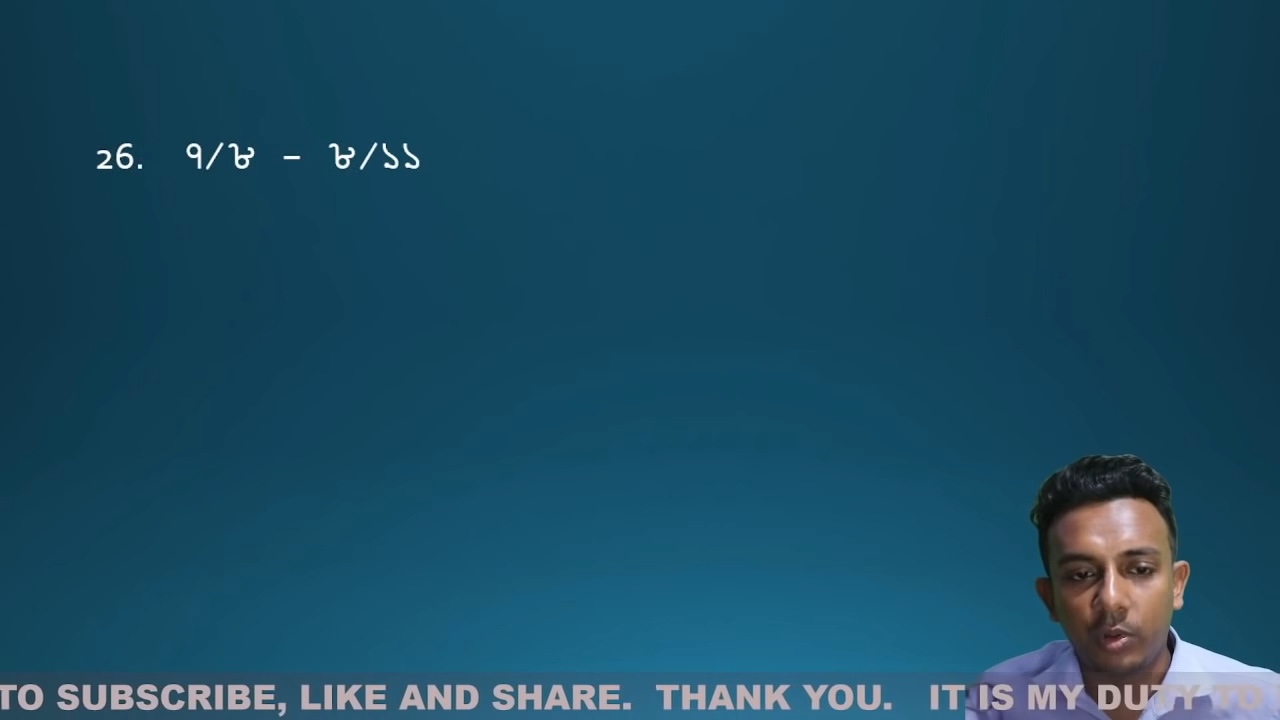 26. ৭/৮ – ৮/১১
TO SUBSCRIBE, LIKE AND SHARE. THANK YOU. IT IS MY DUTY TO